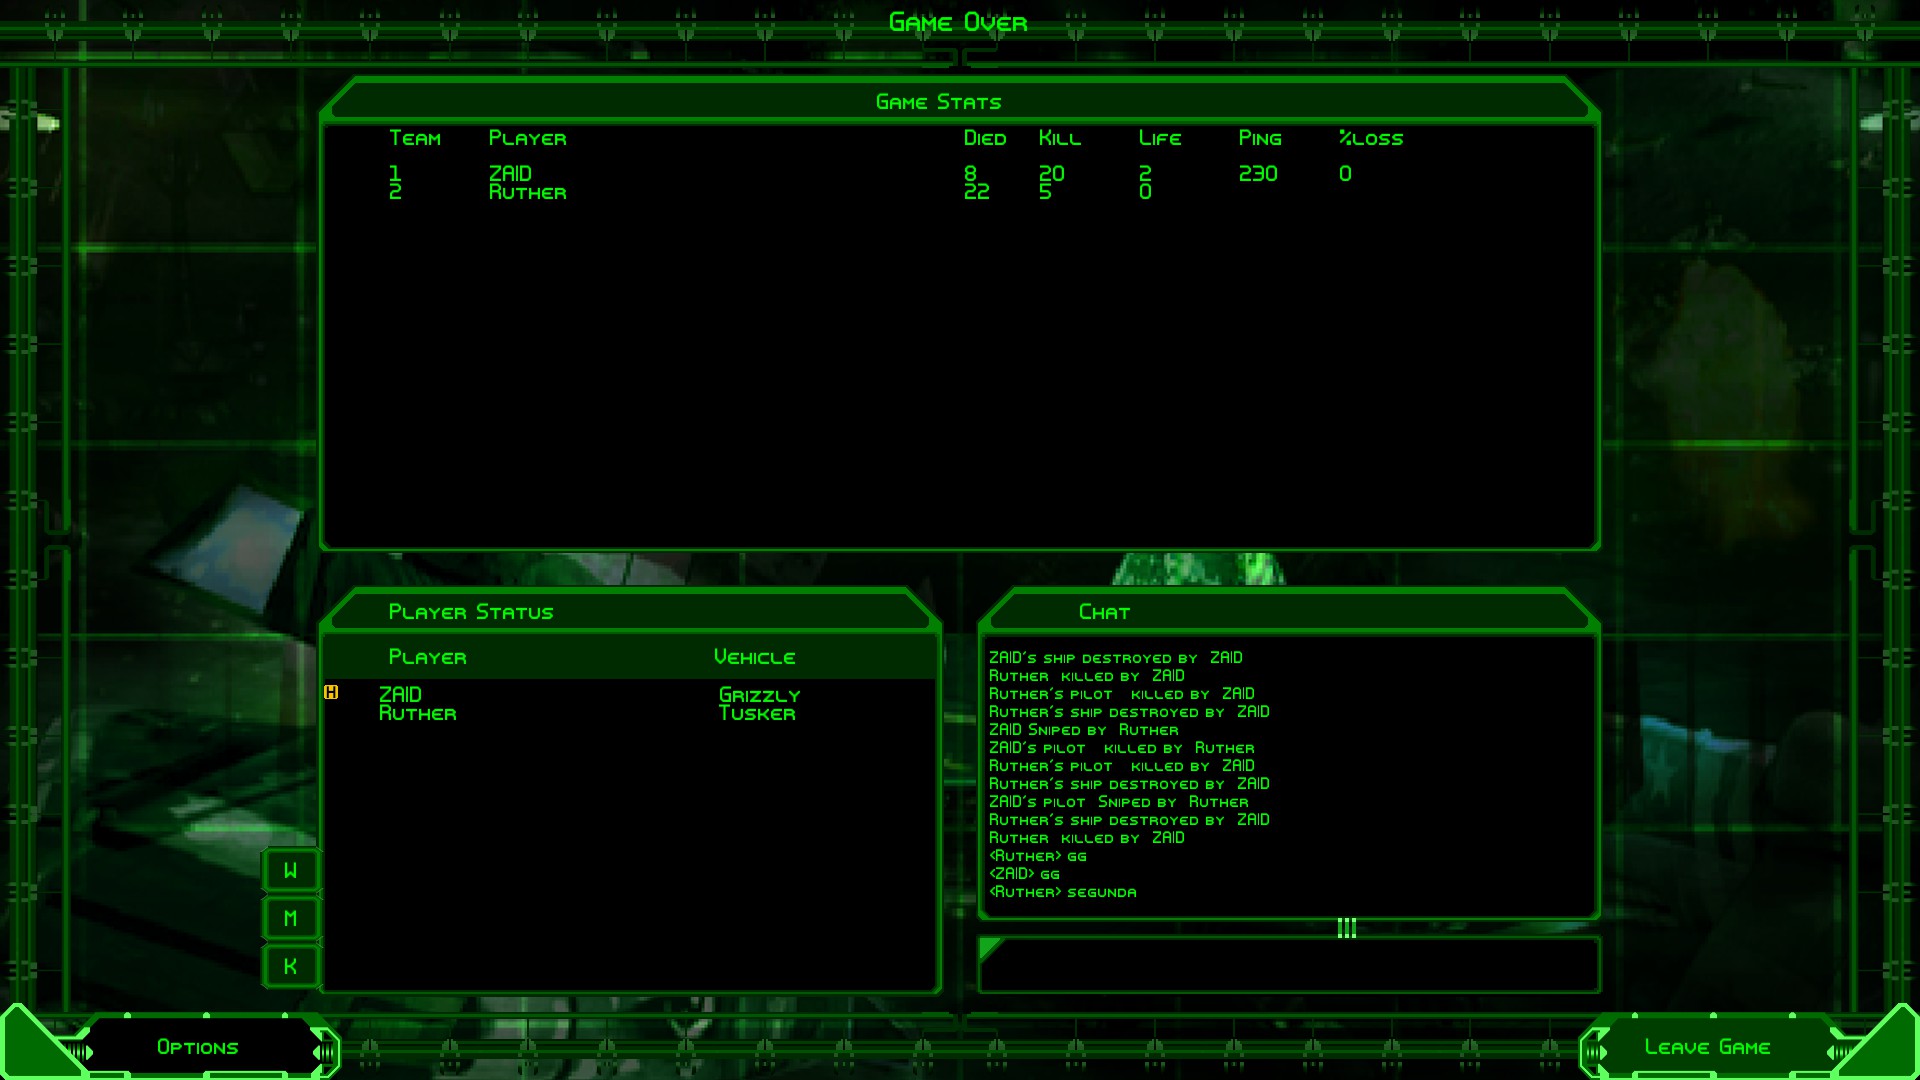 Game Over
Game Stats
Team Player Died Kill Life Ping %Loss
1 ZAID 8 20 2 230 0
2 Ruther 22 5 0
Player Status
Player Vehicle
H ZAID Grizzly
Ruther Tusker
W
M
K
Chat
ZAID's ship destroyed by ZAID
Ruther killed by ZAID
Ruther's pilot killed by ZAID
Ruther's ship destroyed by ZAID
ZAID Sniped by Ruther
ZAID's pilot killed by Ruther
Ruther's pilot killed by ZAID
Ruther's ship destroyed by ZAID
ZAID's pilot Sniped by Ruther
Ruther's ship destroyed by ZAID
Ruther killed by ZAID
<Ruther> gg
<ZAID> gg
<Ruther> segunda
Options
Leave Game